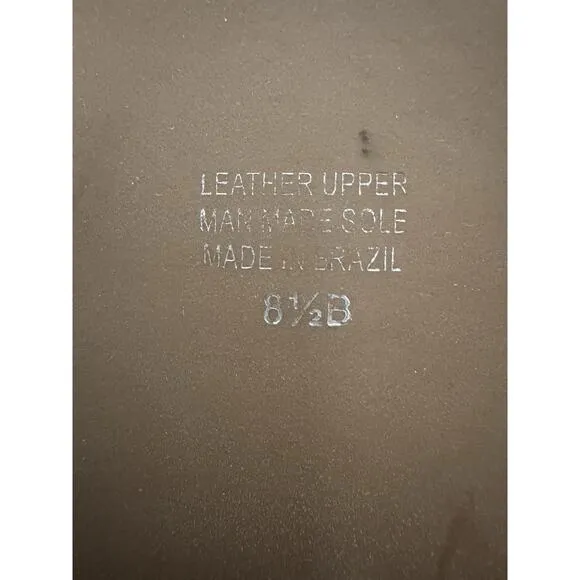 LEATHER UPPER
MAN MADE SOLE
MADE IN BRAZIL
8½B